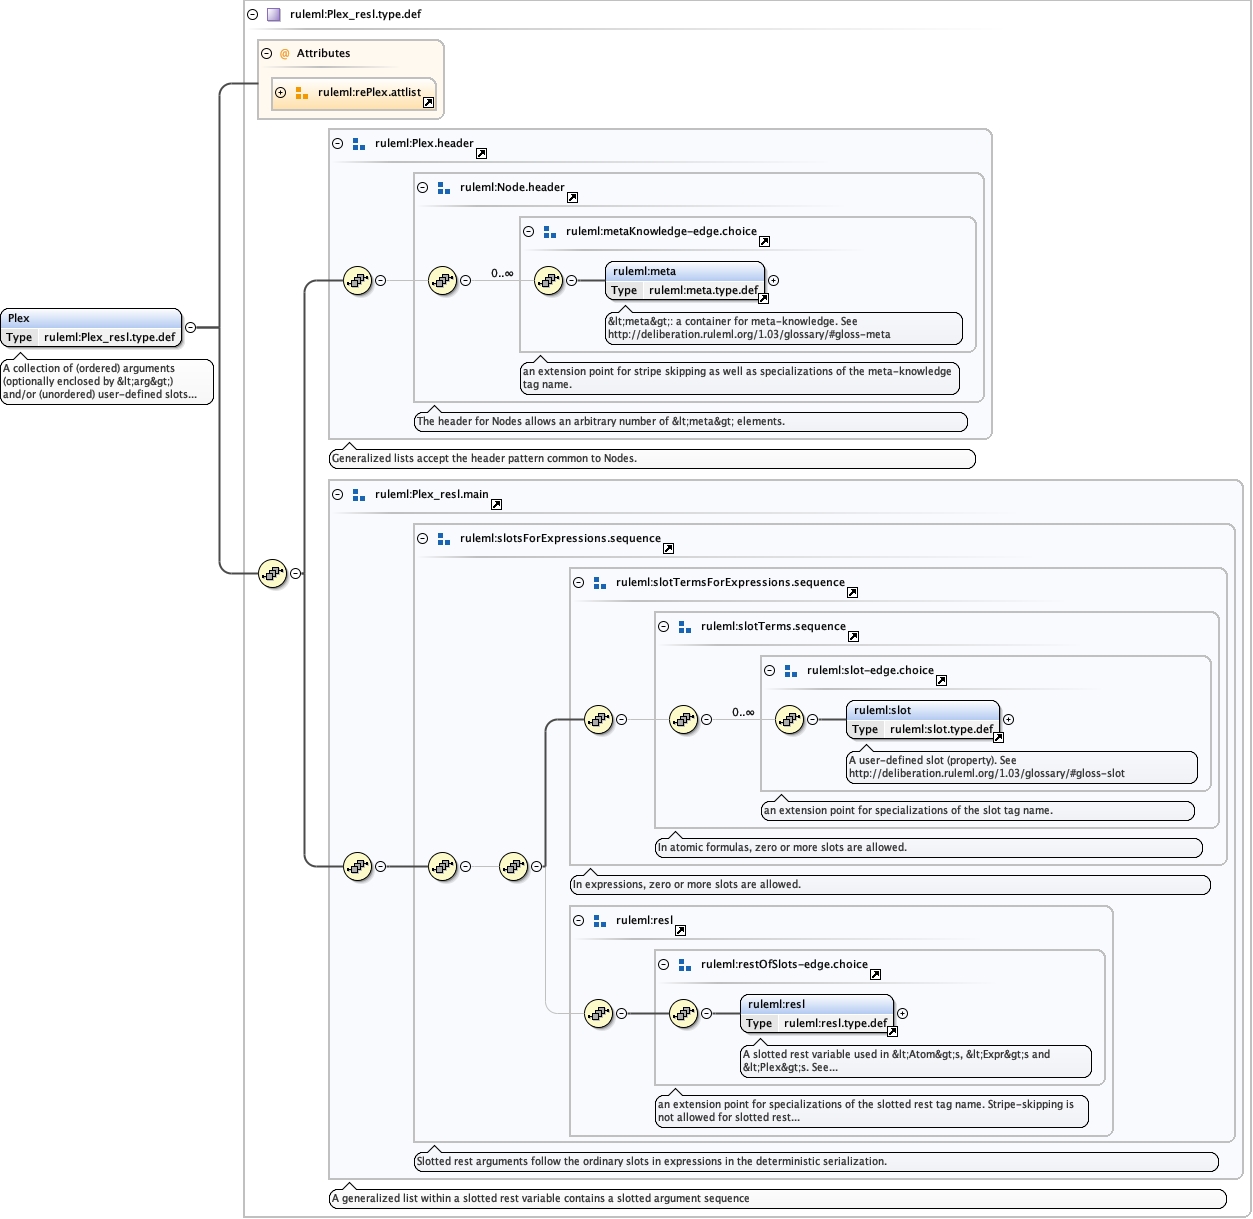 ruleml:Plex_resl.type.def
@ Attributes
ruleml:rePlex.attlist
ruleml:Plex.header
ruleml:Node.header
ruleml:metaKnowledge-edge.choice
0..∞
ruleml:meta
Type ruleml:meta.type.def
&lt;meta&gt;: a container for meta-knowledge. See
http://deliberation.ruleml.org/1.03/glossary/#gloss-meta
an extension point for stripe skipping as well as specializations of the meta-knowledge
tag name.
The header for Nodes allows an arbitrary number of &lt;meta&gt; elements.
Generalized lists accept the header pattern common to Nodes.
Plex
Type ruleml:Plex_resl.type.def
A collection of (ordered) arguments
(optionally enclosed by &lt;arg&gt;)
and/or (unordered) user-defined slots...
ruleml:Plex_resl.main
ruleml:slotsForExpressions.sequence
ruleml:slotTermsForExpressions.sequence
ruleml:slotTerms.sequence
ruleml:slot-edge.choice
0..∞
ruleml:slot
Type ruleml:slot.type.def
A user-defined slot (property). See
http://deliberation.ruleml.org/1.03/glossary/#gloss-slot
an extension point for specializations of the slot tag name.
In atomic formulas, zero or more slots are allowed.
In expressions, zero or more slots are allowed.
ruleml:resl
ruleml:restOfSlots-edge.choice
ruleml:resl
Type ruleml:resl.type.def
A slotted rest variable used in &lt;Atom&gt;s, &lt;Expr&gt;s and
&lt;Plex&gt;s. See...
an extension point for specializations of the slotted rest tag name. Stripe-skipping is
not allowed for slotted rest...
Slotted rest arguments follow the ordinary slots in expressions in the deterministic serialization.
A generalized list within a slotted rest variable contains a slotted argument sequence